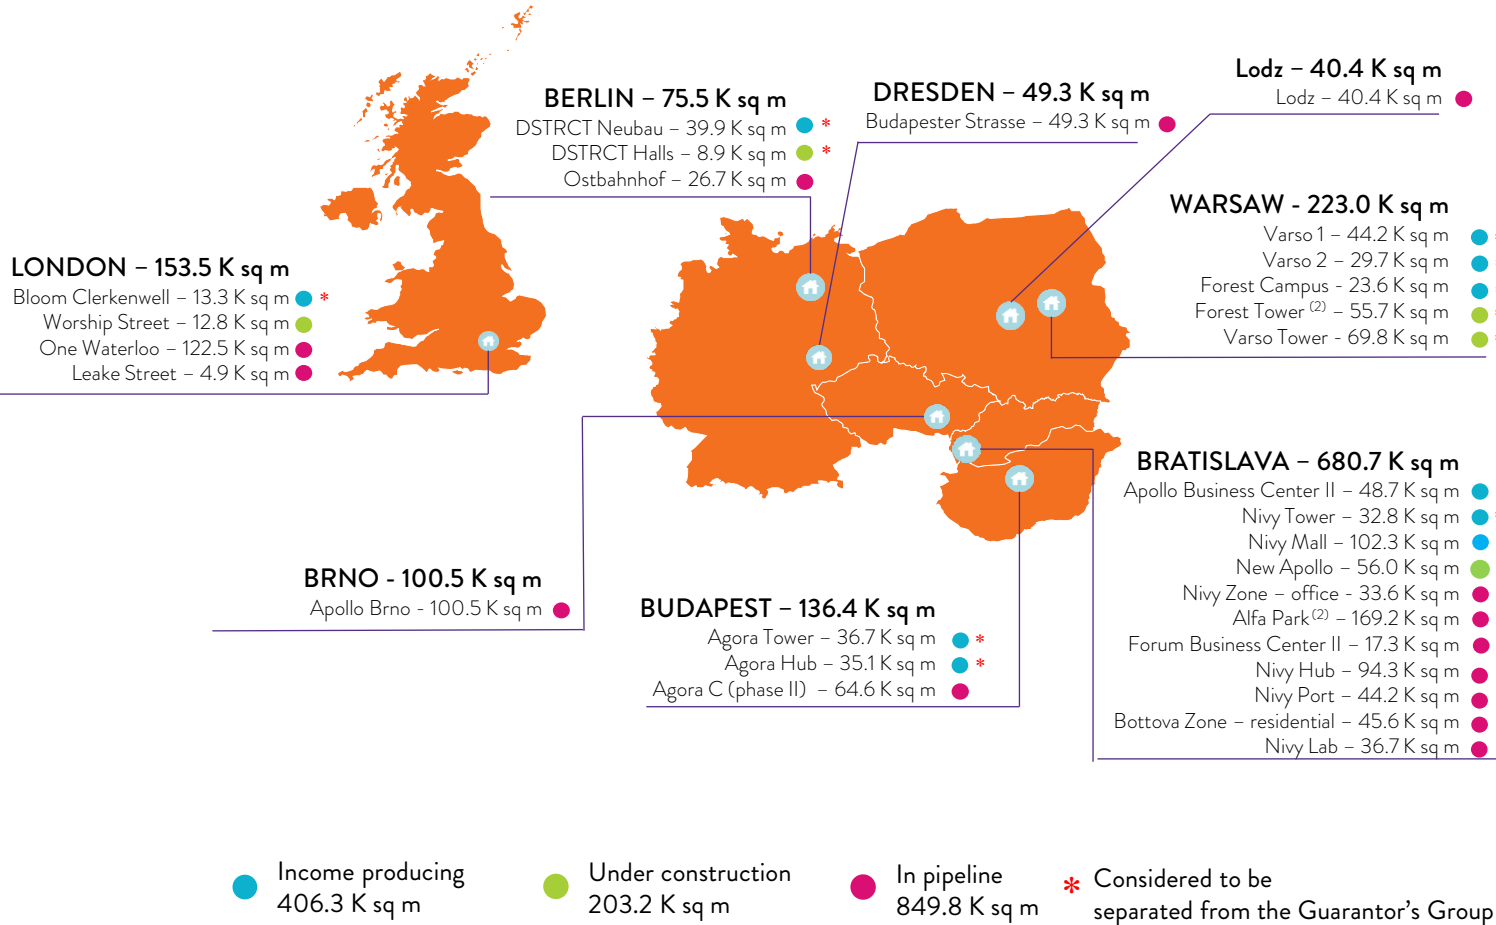 BERLIN – 75.5 K sq m
DSTRCT Neubau – 39.9 K sq m *
DSTRCT Halls – 8.9 K sq m *
Ostbahnhof – 26.7 K sq m
DRESDEN – 49.3 K sq m
Budapester Strasse – 49.3 K sq m
Lodz – 40.4 K sq m
Lodz – 40.4 K sq m
WARSAW - 223.0 K sq m
Varso 1 – 44.2 K sq m
Varso 2 – 29.7 K sq m
Forest Campus - 23.6 K sq m
Forest Tower (2) – 55.7 K sq m
Varso Tower - 69.8 K sq m
LONDON – 153.5 K sq m
Bloom Clerkenwell – 13.3 K sq m *
Worship Street – 12.8 K sq m
One Waterloo – 122.5 K sq m
Leake Street – 4.9 K sq m
BRATISLAVA – 680.7 K sq m
Apollo Business Center II – 48.7 K sq m
Nivy Tower – 32.8 K sq m
Nivy Mall – 102.3 K sq m
New Apollo – 56.0 K sq m
Nivy Zone – office - 33.6 K sq m
Alfa Park (2) – 169.2 K sq m
Forum Business Center II – 17.3 K sq m
Nivy Hub – 94.3 K sq m
Nivy Port – 44.2 K sq m
Bottova Zone – residential – 45.6 K sq m
Nivy Lab – 36.7 K sq m
BRNO - 100.5 K sq m
Apollo Brno - 100.5 K sq m
BUDAPEST – 136.4 K sq m
Agora Tower – 36.7 K sq m *
Agora Hub – 35.1 K sq m *
Agora C (phase II) – 64.6 K sq m
Income producing
406.3 K sq m
Under construction
203.2 K sq m
In pipeline
849.8 K sq m
* Considered to be
separated from the Guarantor's Group